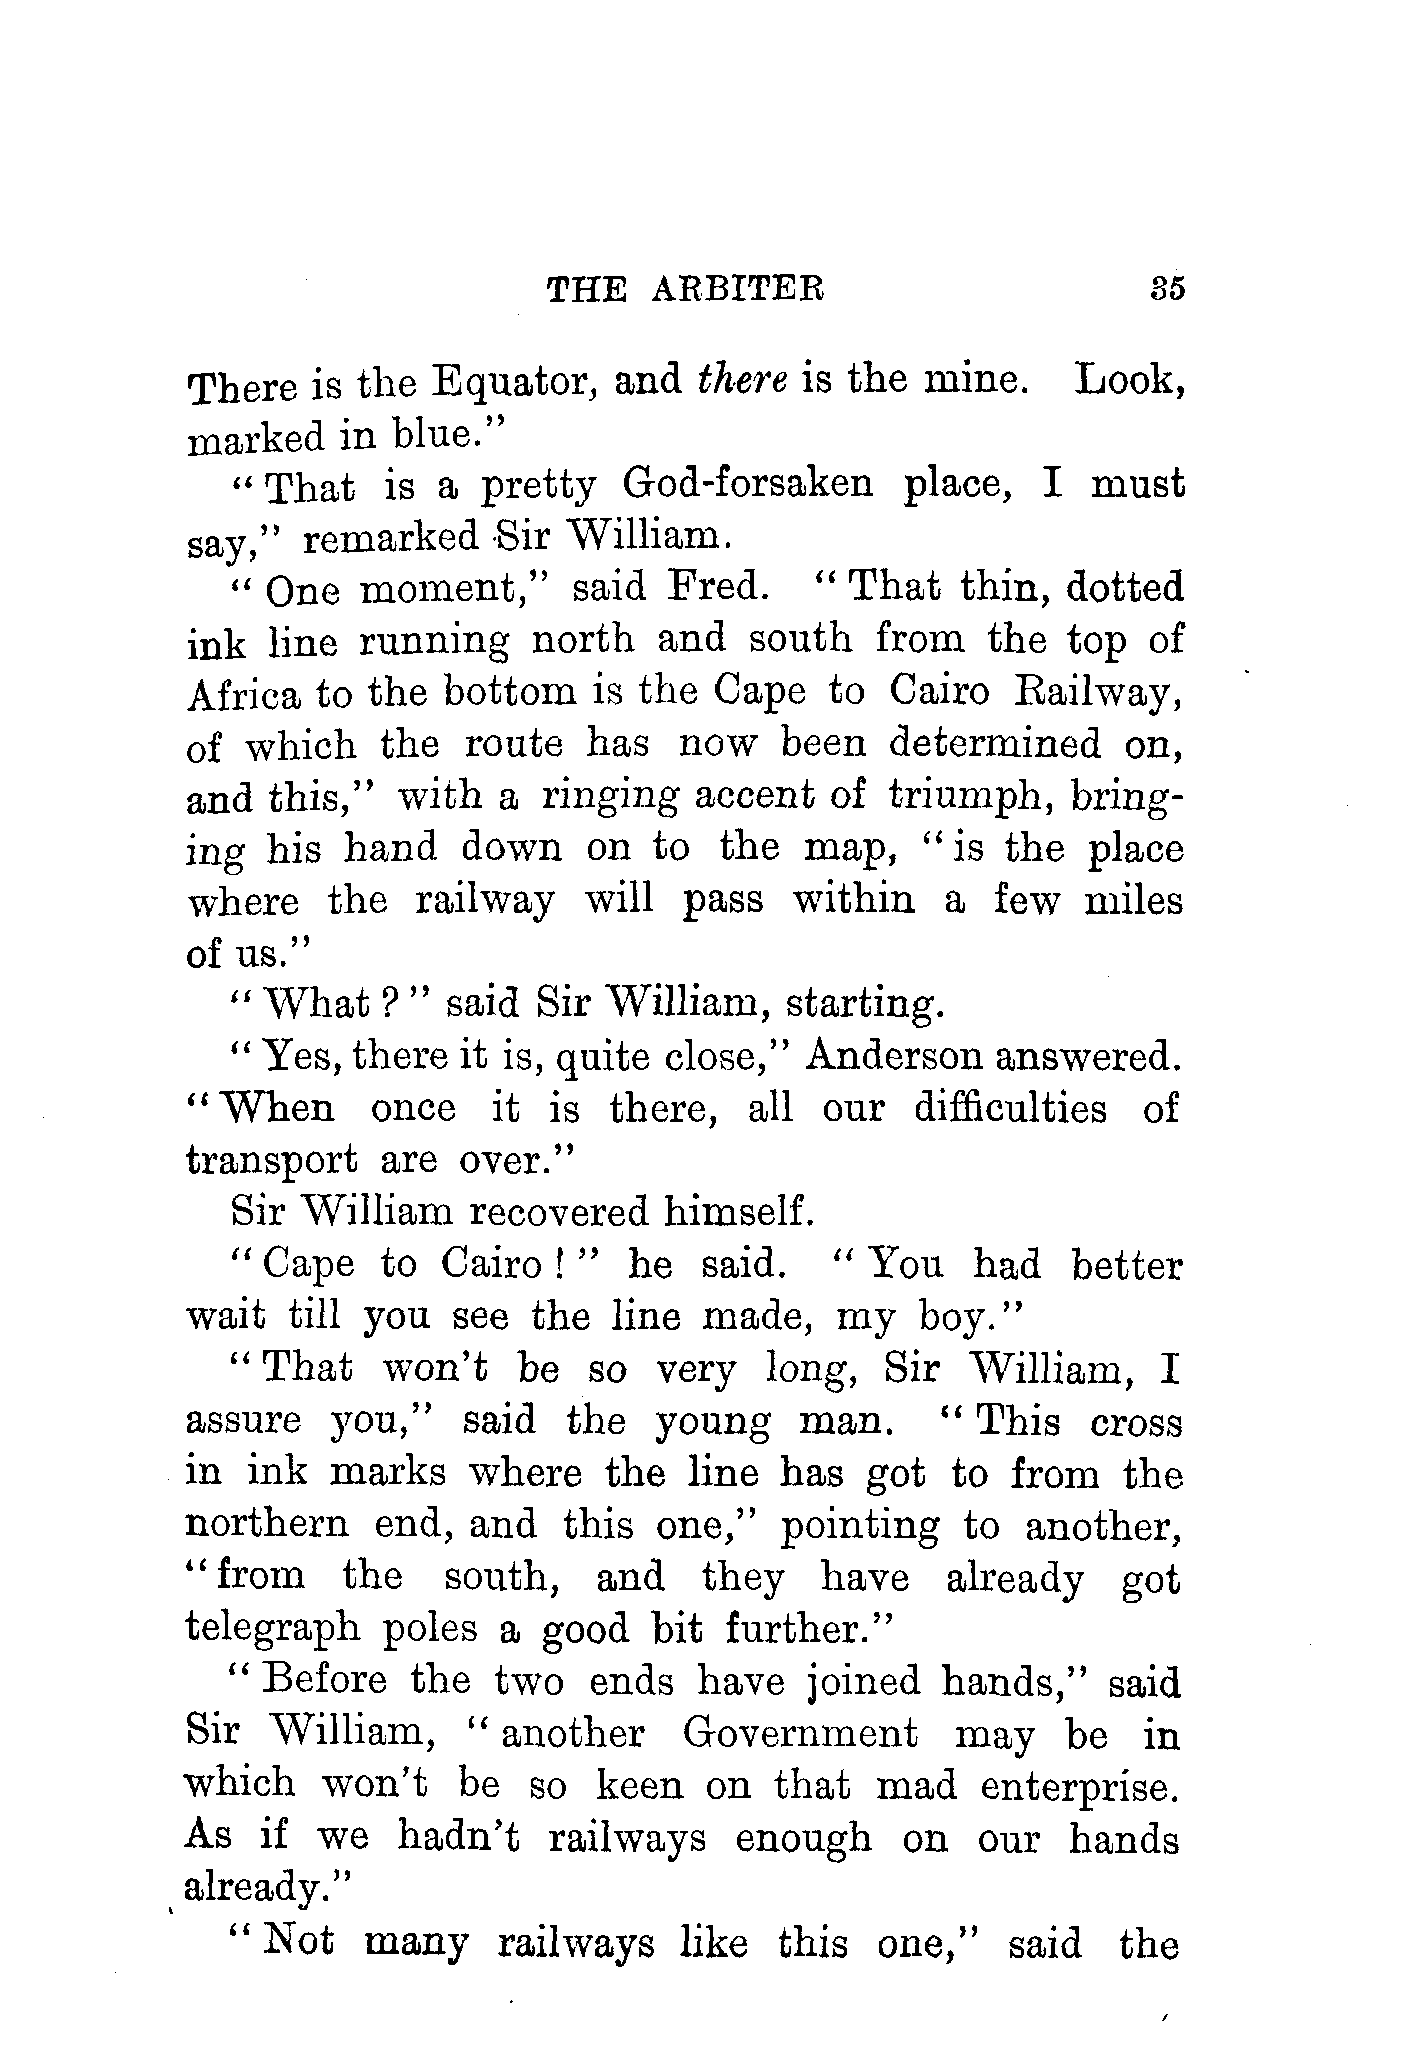 THE ARBITER 35
There is the Equator, and there is the mine. Look,
marked in blue."
"That is a pretty God-forsaken place, I must
say," remarked Sir William.
"One moment," said Fred. "That thin, dotted
ink line running north and south from the top of
Africa to the bottom is the Cape to Cairo Railway,
of which the route has now been determined on,
and this," with a ringing accent of triumph, bring-
ing his hand down on to the map, "is the place
where the railway will pass within a few miles
of us."
"What?" said Sir William, starting.
"Yes, there it is, quite close," Anderson answered.
"When once it is there, all our difficulties of
transport are over."
Sir William recovered himself.
"Cape to Cairo!" he said. "You had better
wait till you see the line made, my boy."
"That won't be so very long, Sir William, I
assure you," said the young man. "This cross
in ink marks where the line has got to from the
northern end, and this one," pointing to another,
"from the south, and they have already got
telegraph poles a good bit further."
"Before the two ends have joined hands," said
Sir William, "another Government may be in
which won't be so keen on that mad enterprise.
As if we hadn't railways enough on our hands
already."
"Not many railways like this one," said the